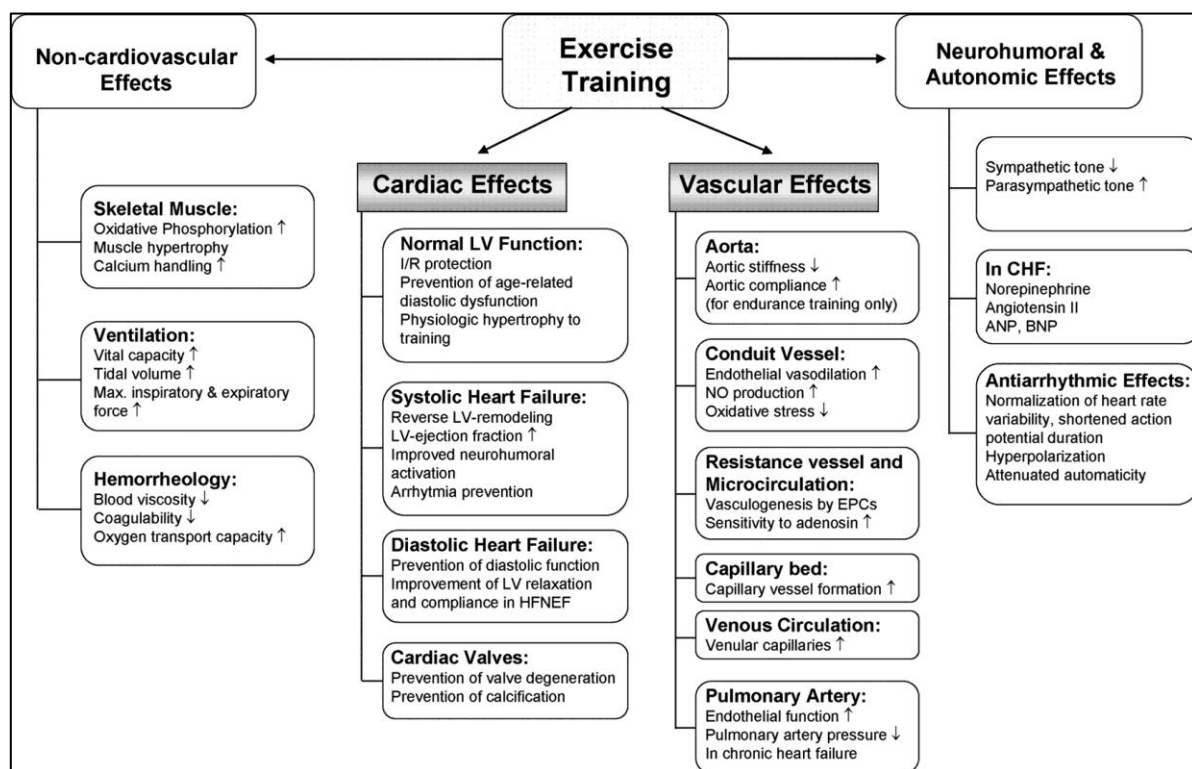 Exercise
Training
Non-cardiovascular
Effects
Skeletal Muscle:
Oxidative Phosphorylation ↑
Muscle hypertrophy
Calcium handling ↑
Ventilation:
Vital capacity ↑
Tidal volume ↑
Max. inspiratory & expiratory
force ↑
Hemorrheology:
Blood viscosity ↓
Coagulability ↓
Oxygen transport capacity ↑
Cardiac Effects
Normal LV Function:
I/R protection
Prevention of age-related
diastolic dysfunction
Physiologic hypertrophy to
training
Systolic Heart Failure:
Reverse LV-remodeling
LV-ejection fraction ↑
Improved neurohumoral
activation
Arrhytmia prevention
Diastolic Heart Failure:
Prevention of diastolic function
Improvement of LV relaxation
and compliance in HFNEF
Cardiac Valves:
Prevention of valve degeneration
Prevention of calcification
Vascular Effects
Aorta:
Aortic stiffness ↓
Aortic compliance ↑
(for endurance training only)
Conduit Vessel:
Endothelial vasodilation ↑
NO production ↑
Oxidative stress ↓
Resistance vessel and
Microcirculation:
Vasculogenesis by EPCs
Sensitivity to adenosin ↑
Capillary bed:
Capillary vessel formation ↑
Venous Circulation:
Venular capillaries ↑
Pulmonary Artery:
Endothelial function ↑
Pulmonary artery pressure ↓
In chronic heart failure
Neurohumoral &
Autonomic Effects
Sympathetic tone ↓
Parasympathetic tone ↑
In CHF:
Norepinephrine
Angiotensin II
ANP, BNP
Antiarrhythmic Effects:
Normalization of heart rate
variability, shortened action
potential duration
Hyperpolarization
Attenuated automaticity